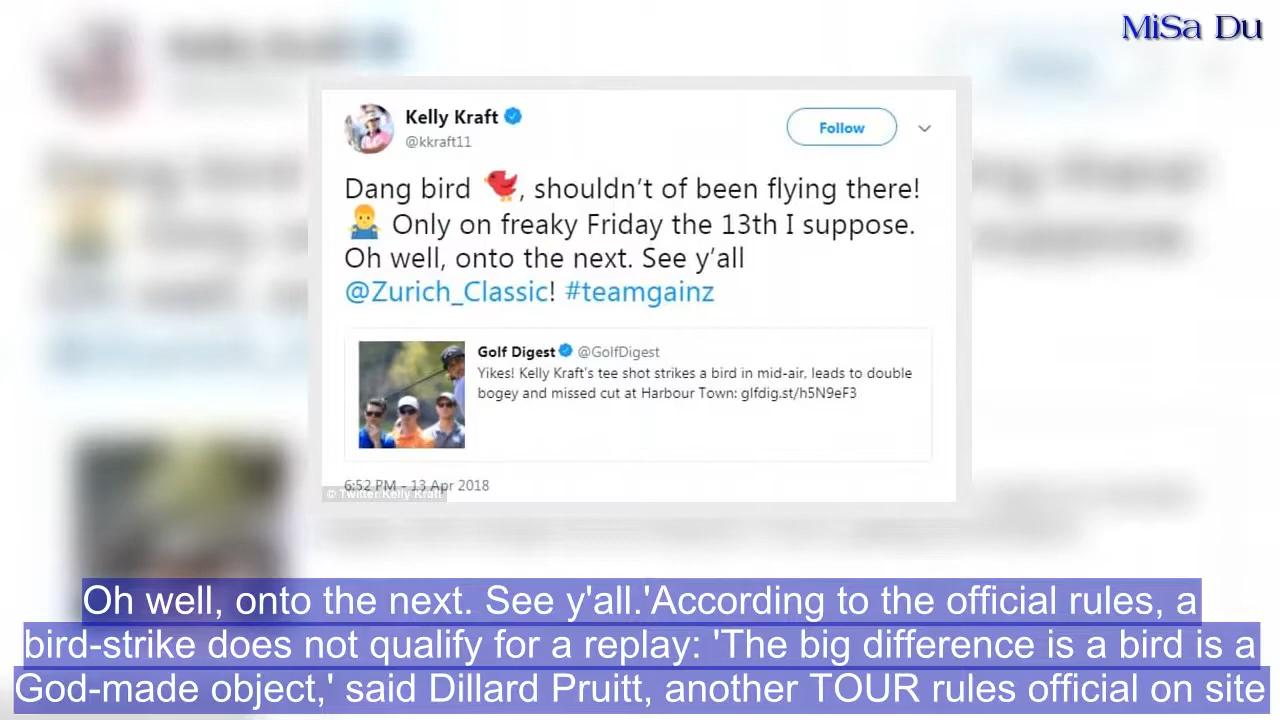 MiSa Du
Kelly Kraft
@kkraft11
Follow
Dang bird 🐦, shouldn't of been flying there!
🤷‍♂️ Only on freaky Friday the 13th I suppose.
Oh well, onto the next. See y'all
@Zurich_Classic! #teamgainz
Golf Digest @GolfDigest
Yikes! Kelly Kraft's tee shot strikes a bird in mid-air, leads to double
bogey and missed cut at Harbour Town: glfdig.st/h5N9eF3
6:52 PM - 13 Apr 2018
© Twitter Kelly Kraft
Oh well, onto the next. See y'all.'According to the official rules, a
bird-strike does not qualify for a replay: 'The big difference is a bird is a
God-made object,' said Dillard Pruitt, another TOUR rules official on site